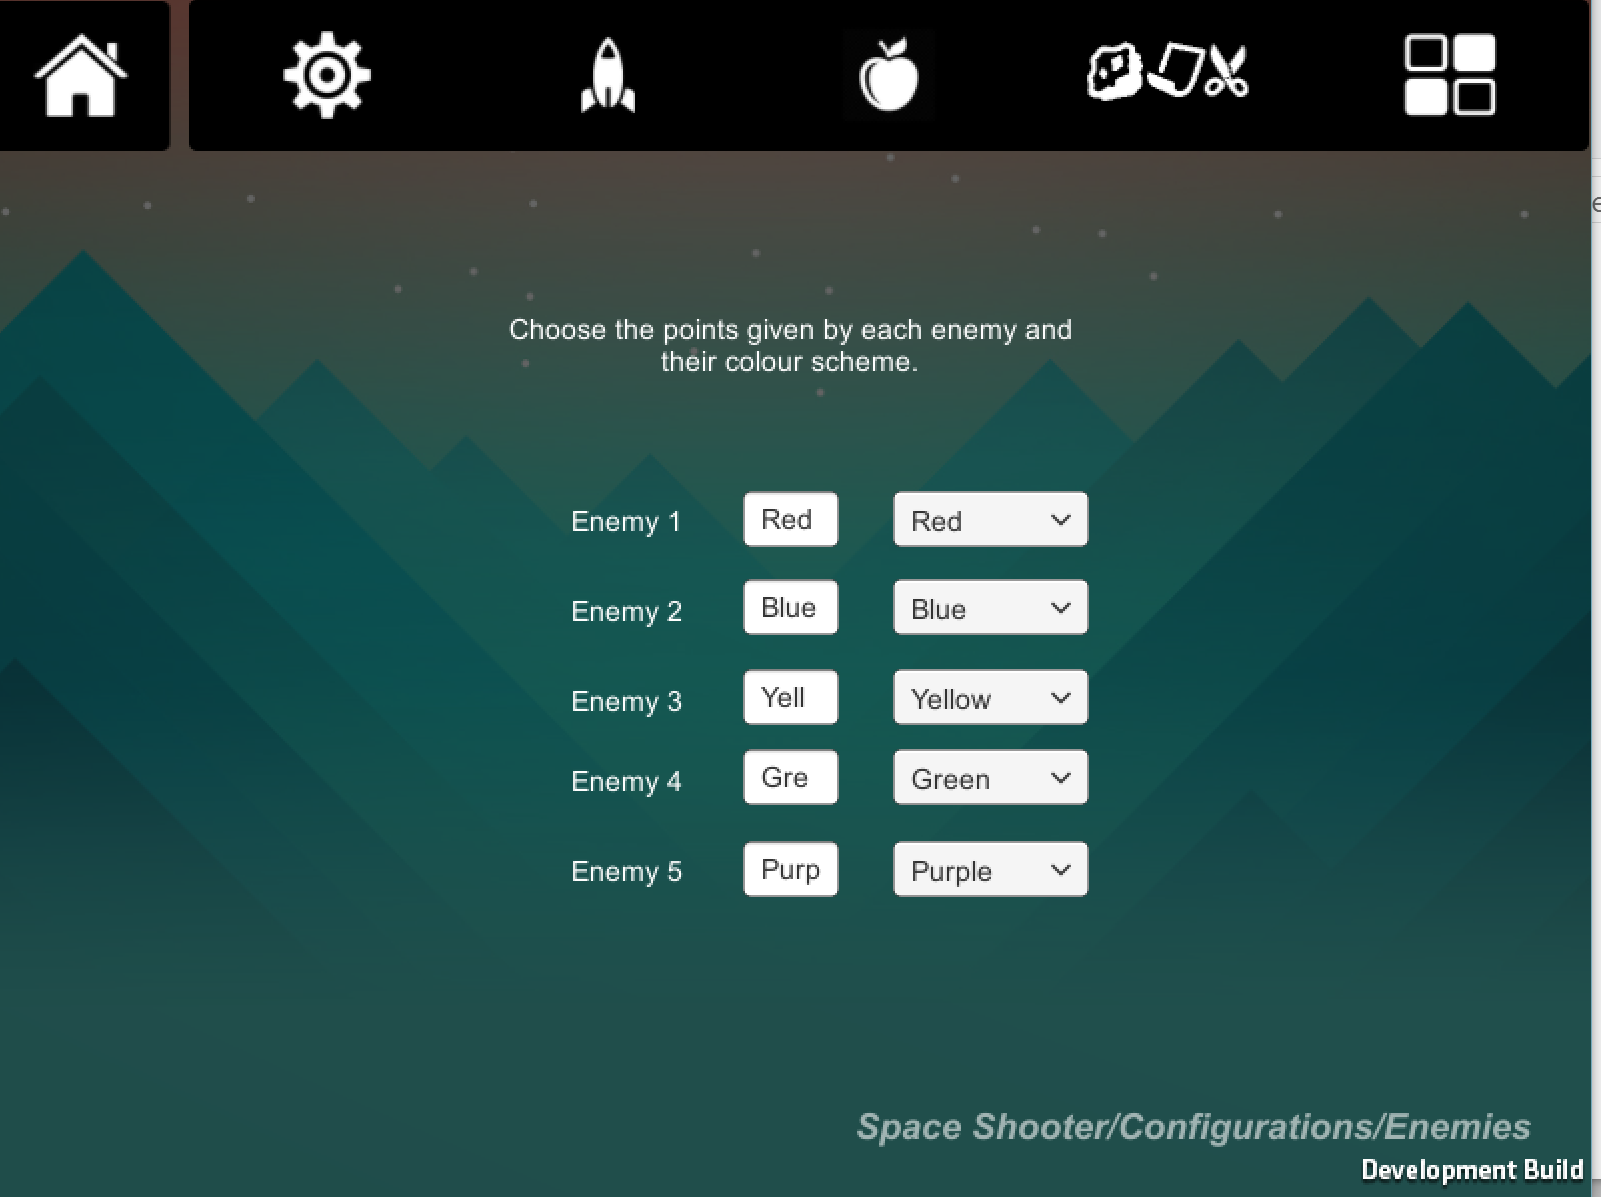 Choose the points given by each enemy and
their colour scheme.
Enemy 1 Red Red
Enemy 2 Blue Blue
Enemy 3 Yell Yellow
Enemy 4 Gre Green
Enemy 5 Purp Purple
Space Shooter/Configurations/Enemies
Development Build